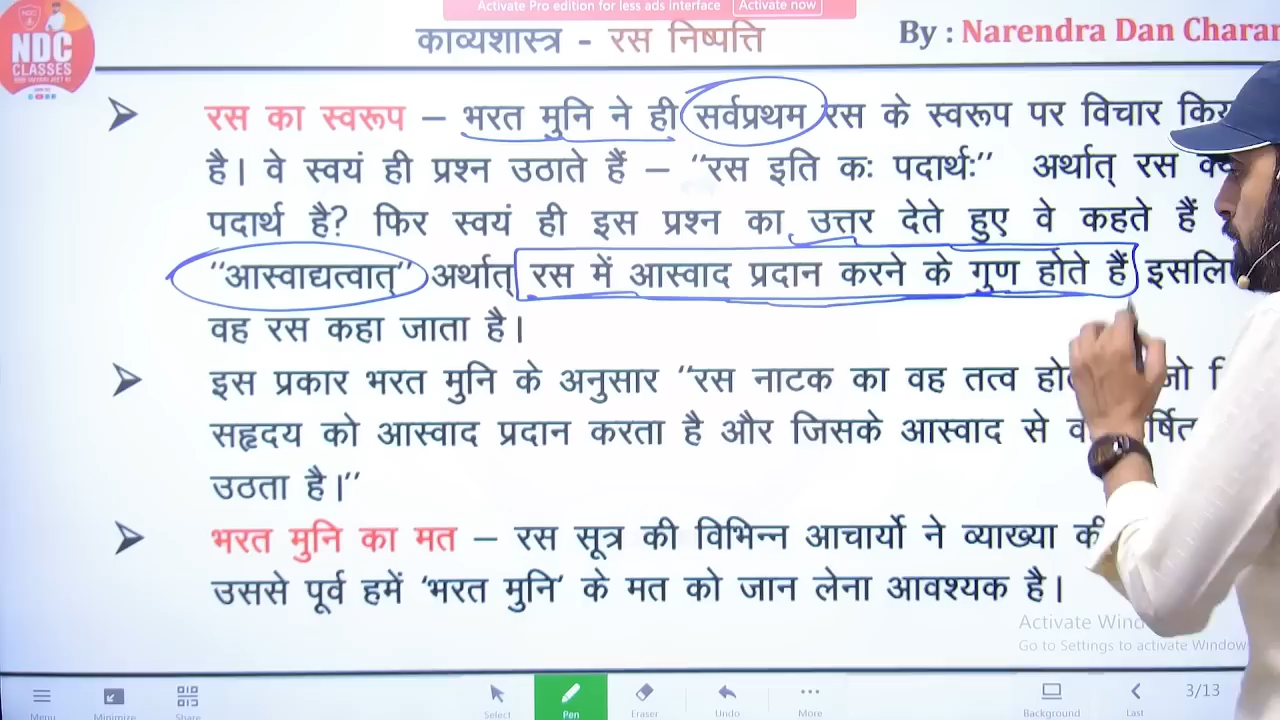 Activate Pro edition for less ads interface Activate now
NDC
CLASSES
काव्यशास्त्र - रस निष्पत्ति
By : Narendra Dan Charan
रस का स्वरूप – भरत मुनि ने ही सर्वप्रथम रस के स्वरूप पर विचार
है। वे स्वयं ही प्रश्न उठाते हैं – “रस इति कः पदार्थः” अर्थात् रस
पदार्थ है? फिर स्वयं ही इस प्रश्न का उत्तर देते हुए वे कहते हैं
“आस्वाद्यत्वात्” अर्थात् रस में आस्वाद प्रदान करने के गुण होते हैं
वह रस कहा जाता है।
इस प्रकार भरत मुनि के अनुसार “रस नाटक का वह तत्व जो
सहृदय को आस्वाद प्रदान करता है और जिसके आस्वाद से
उठता है।”
भरत मुनि का मत – रस सूत्र की विभिन्न आचार्यो ने व्याख्या की
उससे पूर्व हमें ‘भरत मुनि’ के मत को जान लेना आवश्यक है।
Activate
Go to Settings to activate Window
Menu Minimize Share Select Pen Eraser Undo More Background Last 3/13